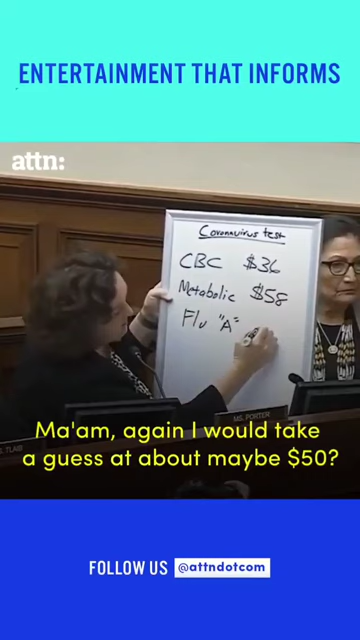 ENTERTAINMENT THAT INFORMS
attn:
Coronavirus test
CBC $36
Metabolic $58
Flu "A"
MS. PORTER
Ma'am, again I would take
a guess at about maybe $50?
FOLLOW US @attndotcom